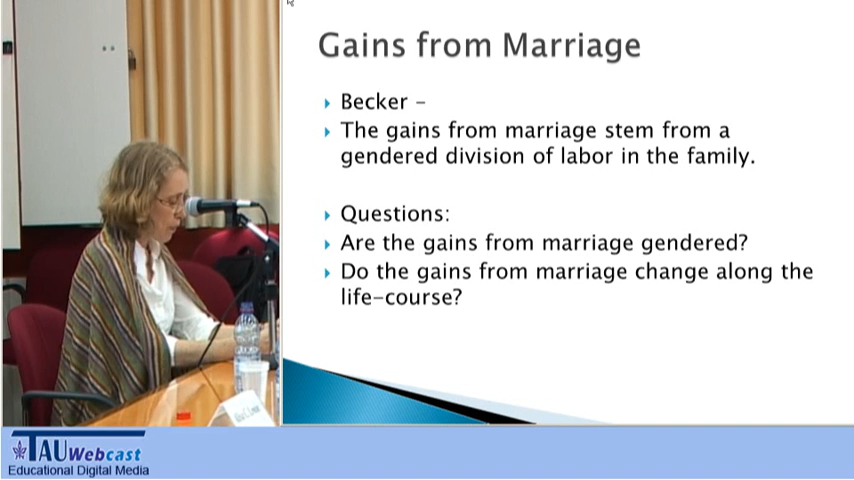 Gains from Marriage
Becker –
The gains from marriage stem from a
gendered division of labor in the family.
Questions:
Are the gains from marriage gendered?
Do the gains from marriage change along the
life-course?
TAUWebcast
Educational Digital Media